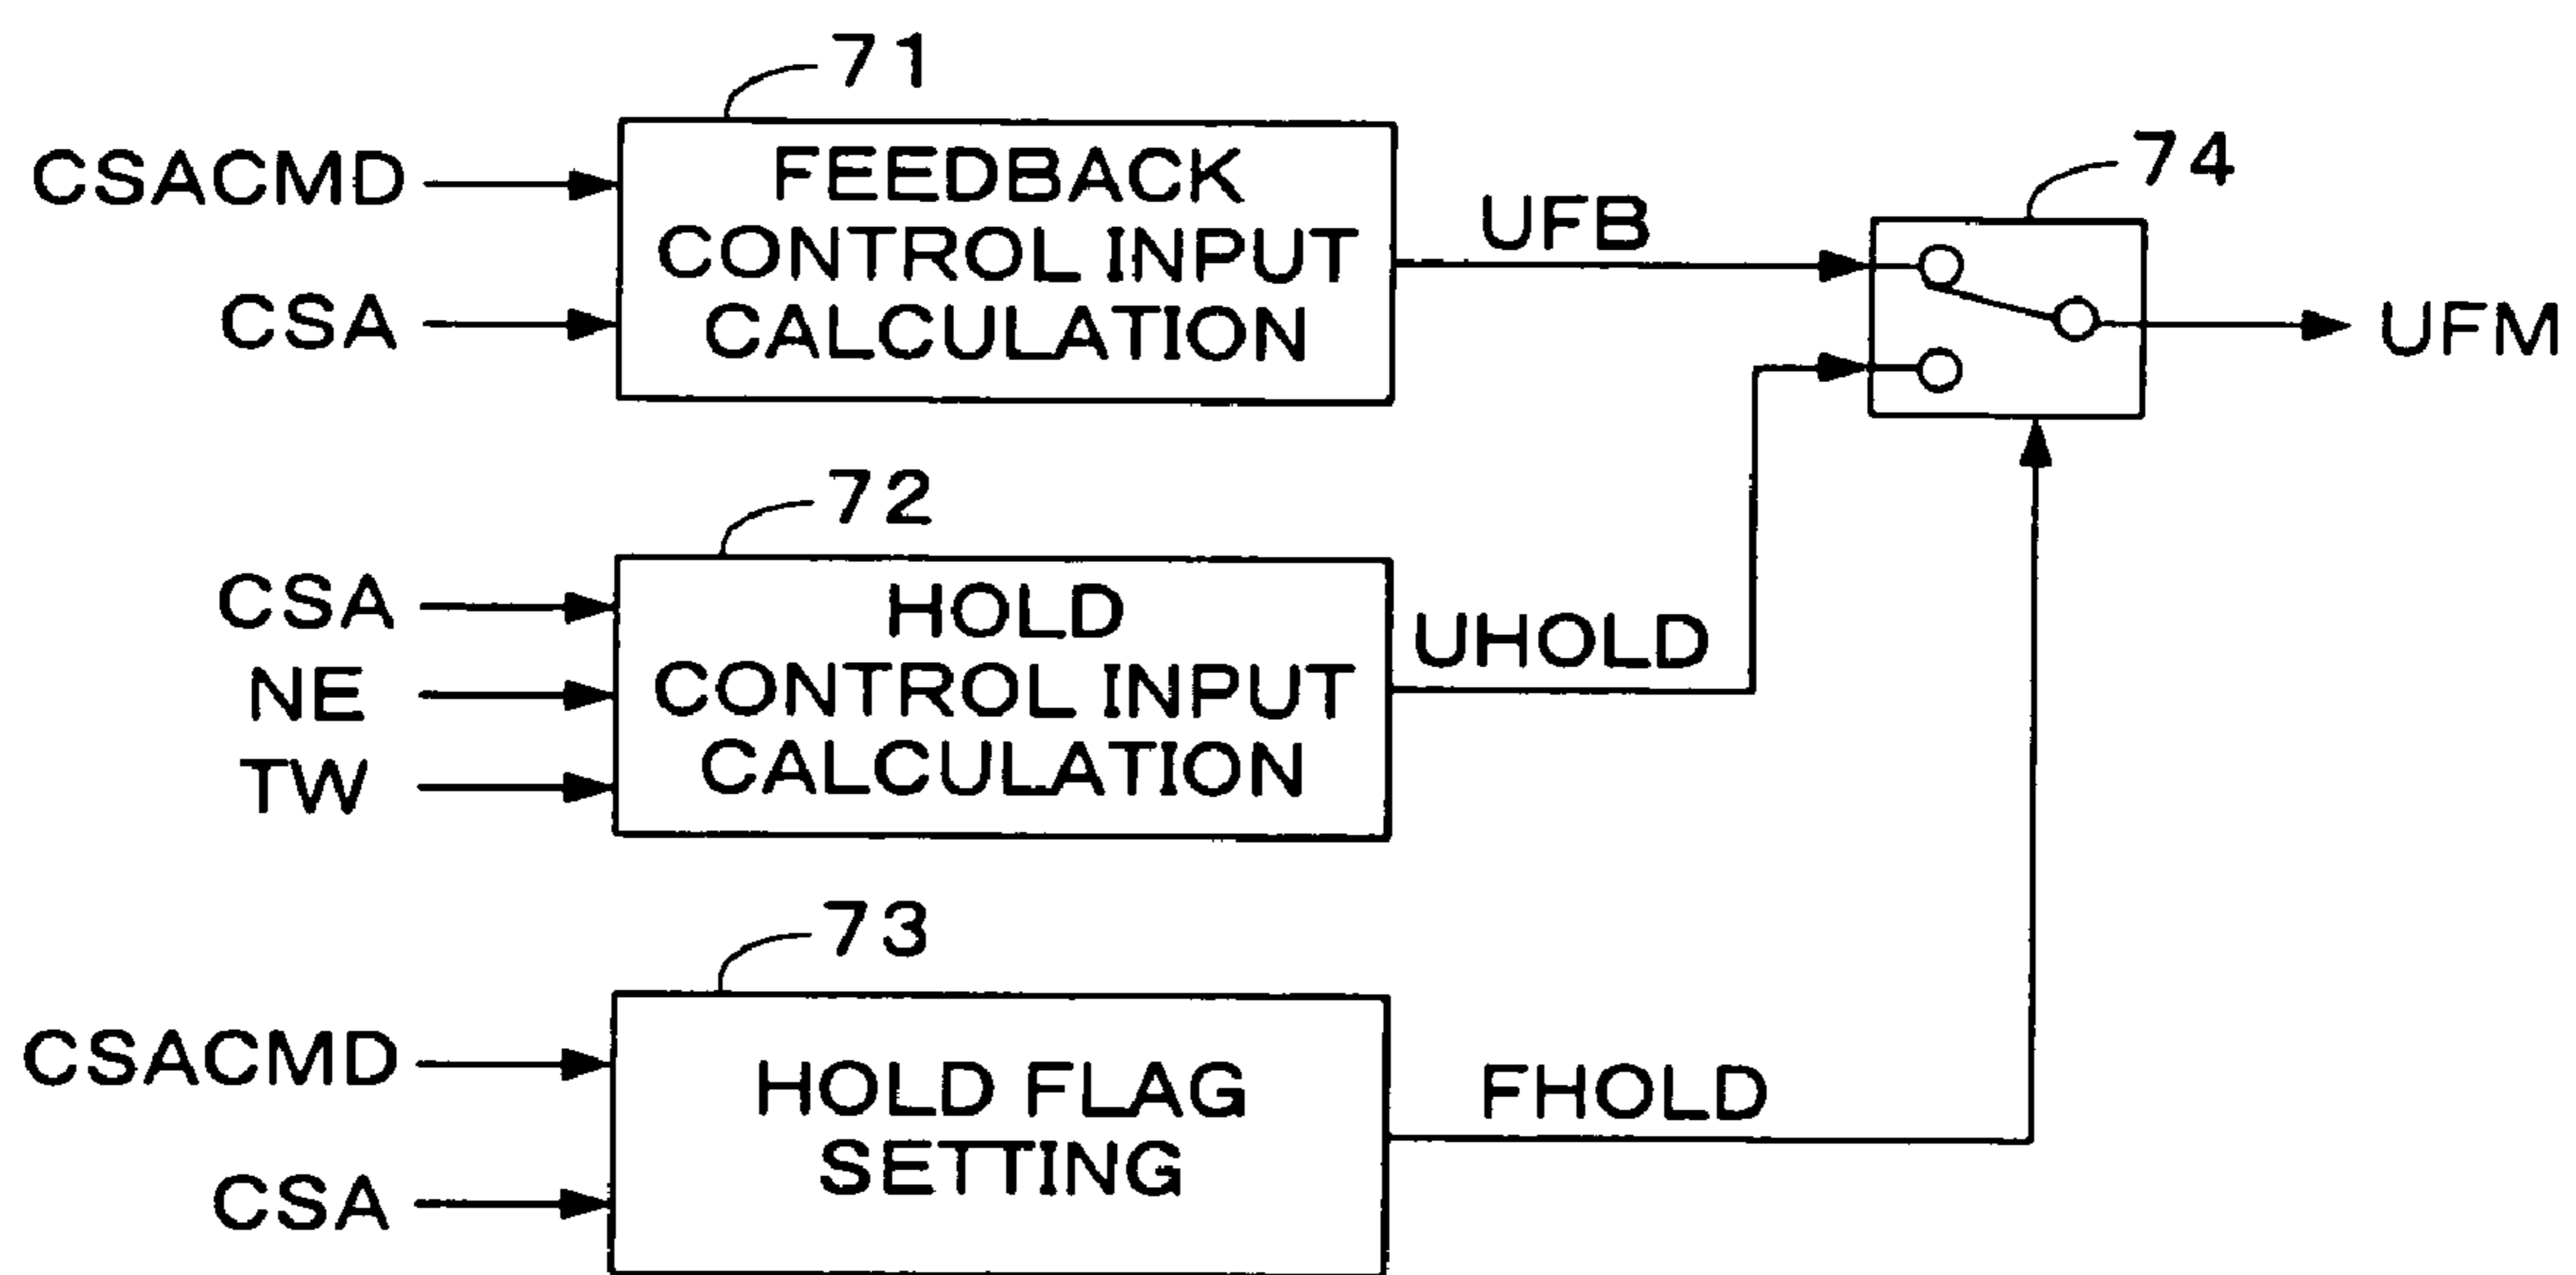 71
CSACMD
CSA
FEEDBACK
CONTROL INPUT
CALCULATION
UFB
74
UFM
72
CSA
NE
TW
HOLD
CONTROL INPUT
CALCULATION
UHOLD
73
CSACMD
CSA
HOLD FLAG
SETTING
FHOLD